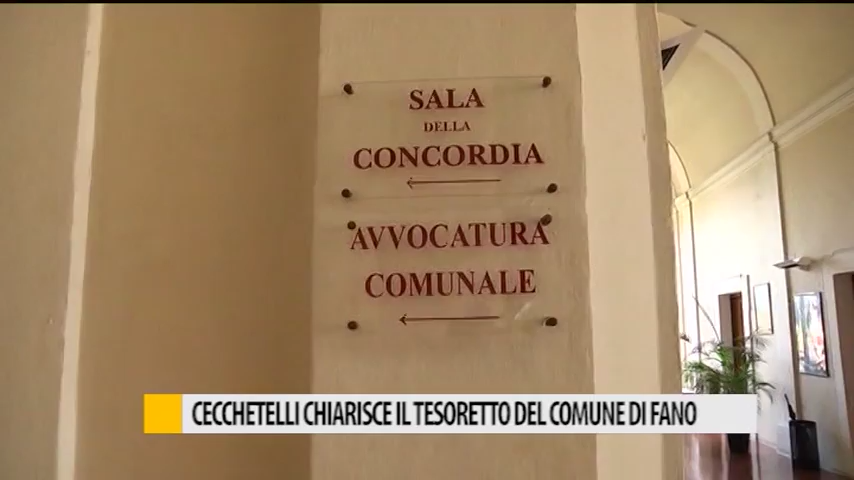 SALA
DELLA
CONCORDIA
AVVOCATURA
COMUNALE
CECCHETELLI CHIARISCE IL TESORETTO DEL COMUNE DI FANO